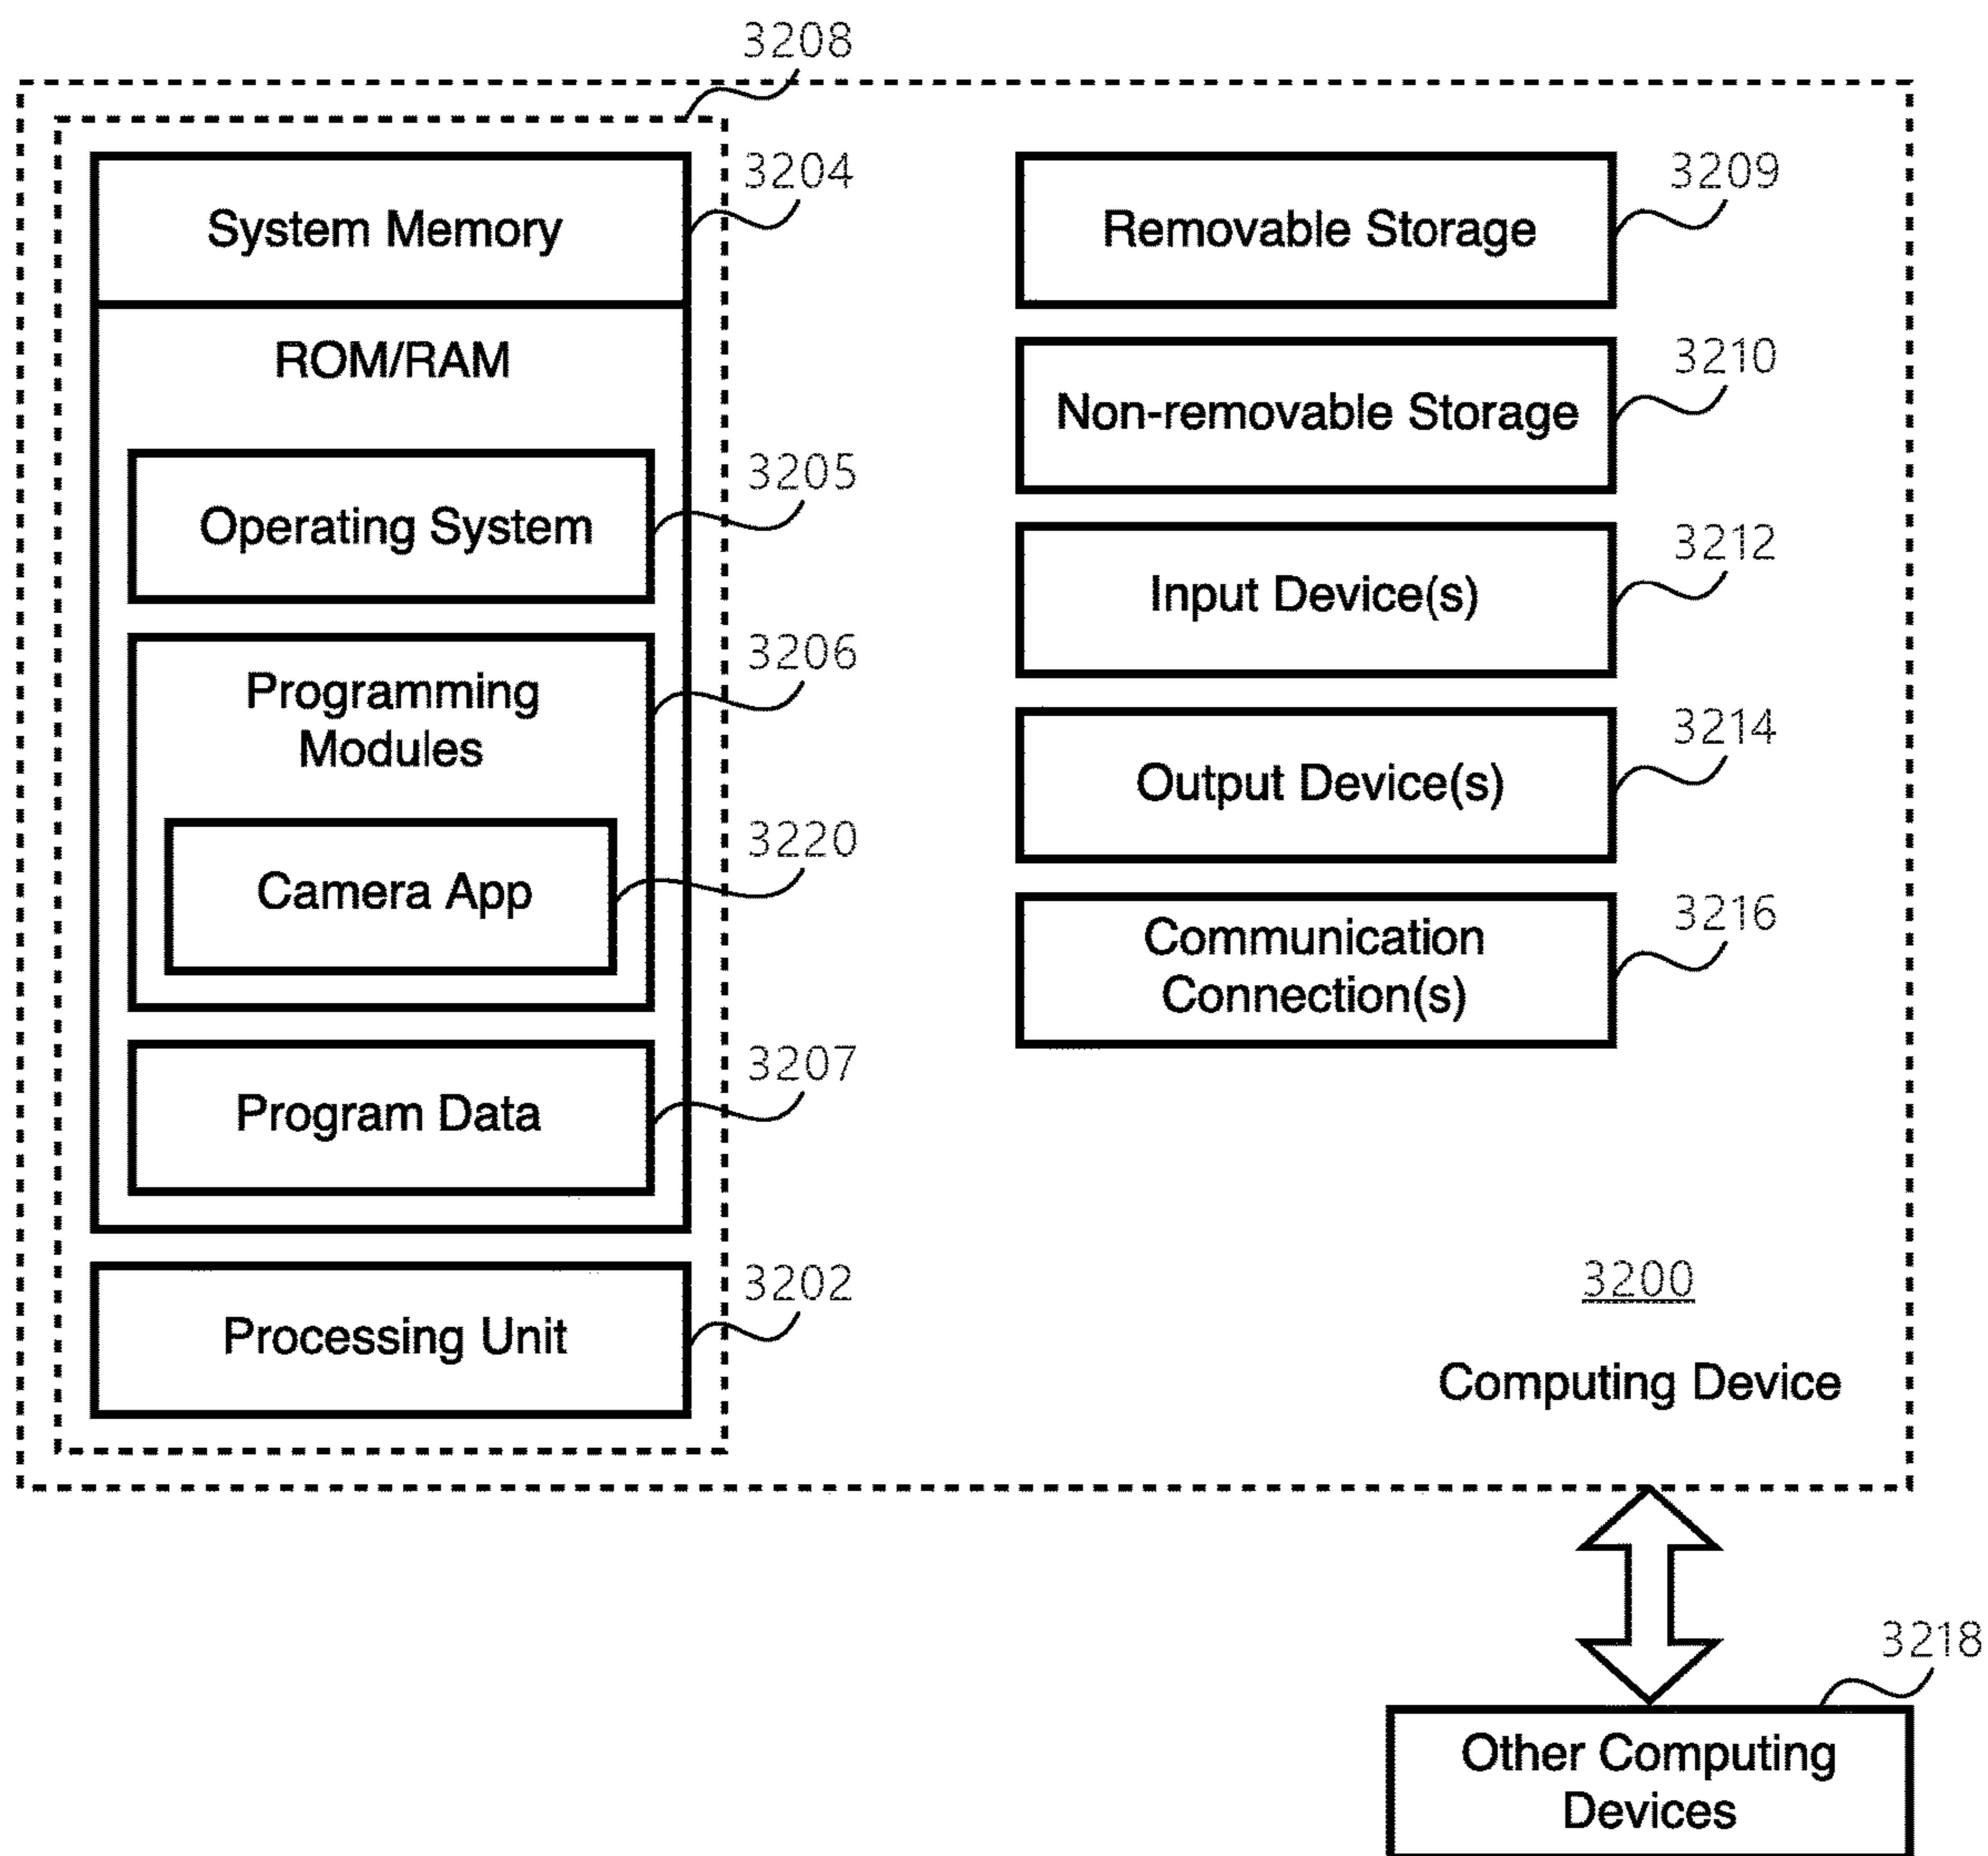 3208
3204
System Memory
ROM/RAM
3205
Operating System
3206
Programming
Modules
3220
Camera App
3207
Program Data
3202
Processing Unit
3209
Removable Storage
3210
Non-removable Storage
3212
Input Device(s)
3214
Output Device(s)
3216
Communication
Connection(s)
3200
Computing Device
3218
Other Computing
Devices